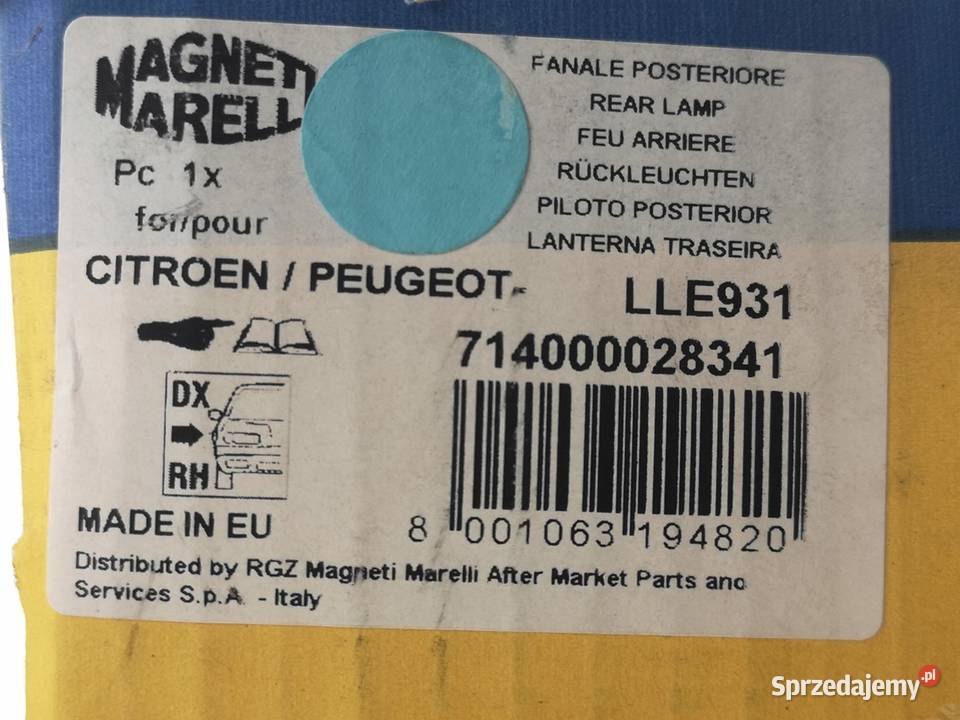 MAGNETI
MARELLI
Pc 1x
for/pour
CITROEN / PEUGEOT
FANALE POSTERIORE
REAR LAMP
FEU ARRIERE
RÜCKLEUCHTEN
PILOTO POSTERIOR
LANTERNA TRASEIRA
LLE931
714000028341
DX
RH
8 001063 194820
MADE IN EU
Distributed by RGZ Magneti Marelli After Market Parts and
Services S.p.A. - Italy
Sprzedajemy.pl